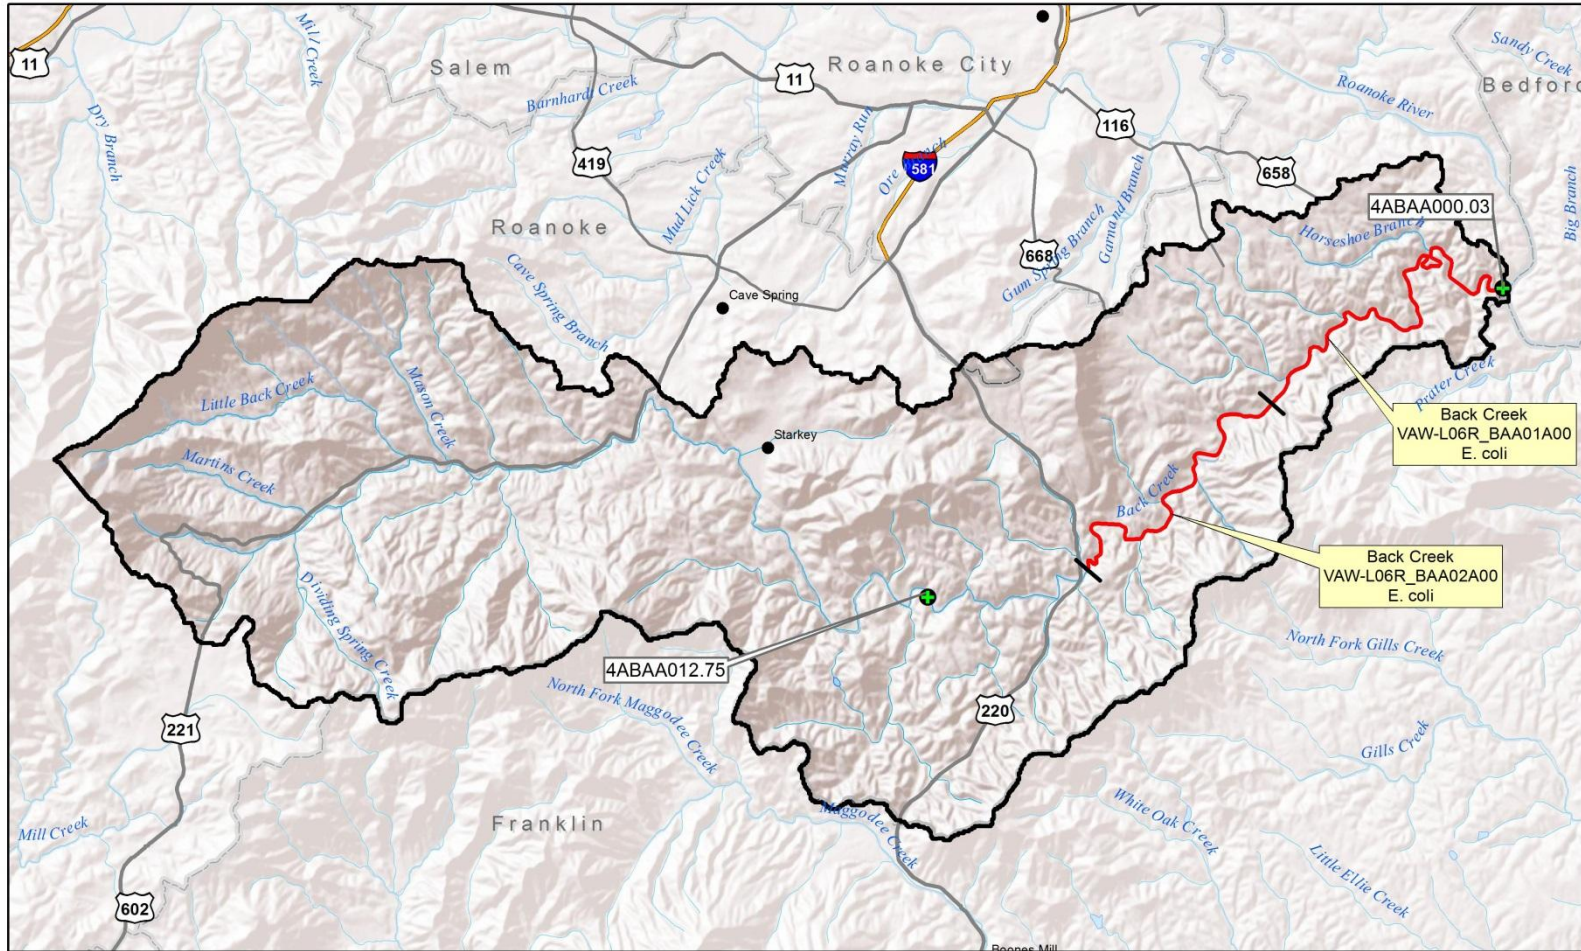 11
Mill Creek
Salem
Barnhardt Creek
11
Roanoke City
Sandy Creek
Bedford
Roanoke River
Dry Branch
419
Murray Run
Ore Branch
581
116
658
Mud Lick Creek
Roanoke
Gum Spring Branch
Garnand Branch
668
4ABAA000.03
Horseshoe Branch
Big Branch
Cave Spring Branch
Cave Spring
Little Back Creek
Mason Creek
Prater Creek
Back Creek
VAW-L06R_BAA01A00
E. coli
Starkey
Martins Creek
Back Creek
Back Creek
VAW-L06R_BAA02A00
E. coli
Dividing Spring Creek
4ABAA012.75
North Fork Gills Creek
North Fork Maggodee Creek
221
220
Gills Creek
Mill Creek
Franklin
Maggodee Creek
White Oak Creek
Little Ellie Creek
602
Boones Mill